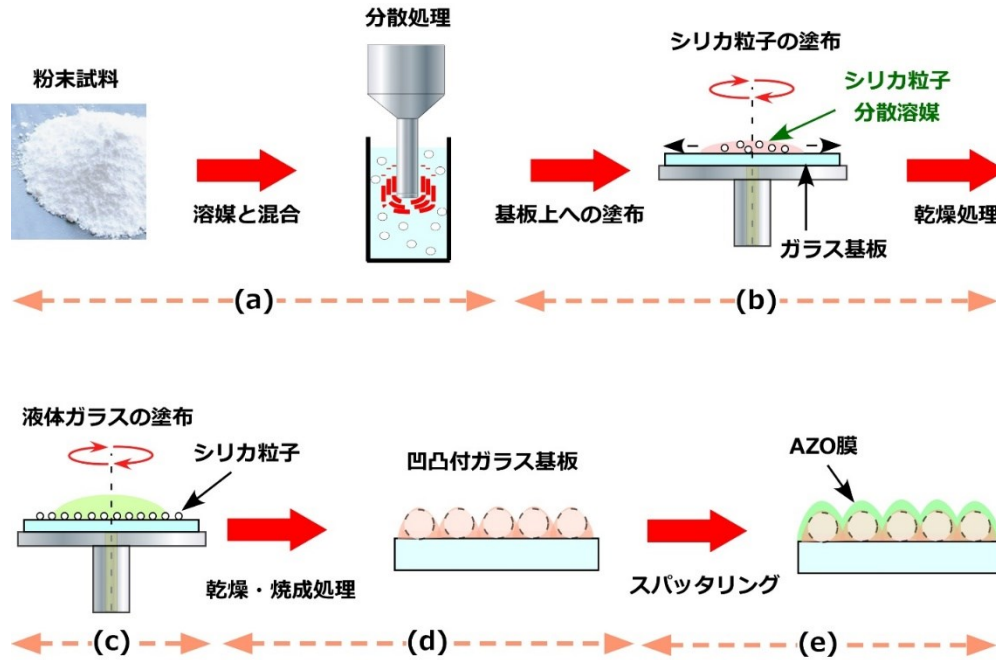 分散処理
粉末試料
溶媒と混合
基板上への塗布
シリカ粒子の塗布
シリカ粒子
分散溶媒
ガラス基板
乾燥処理
(a)
(b)
液体ガラスの塗布
シリカ粒子
乾燥・焼成処理
凹凸付ガラス基板
スパッタリング
AZO膜
(c)
(d)
(e)